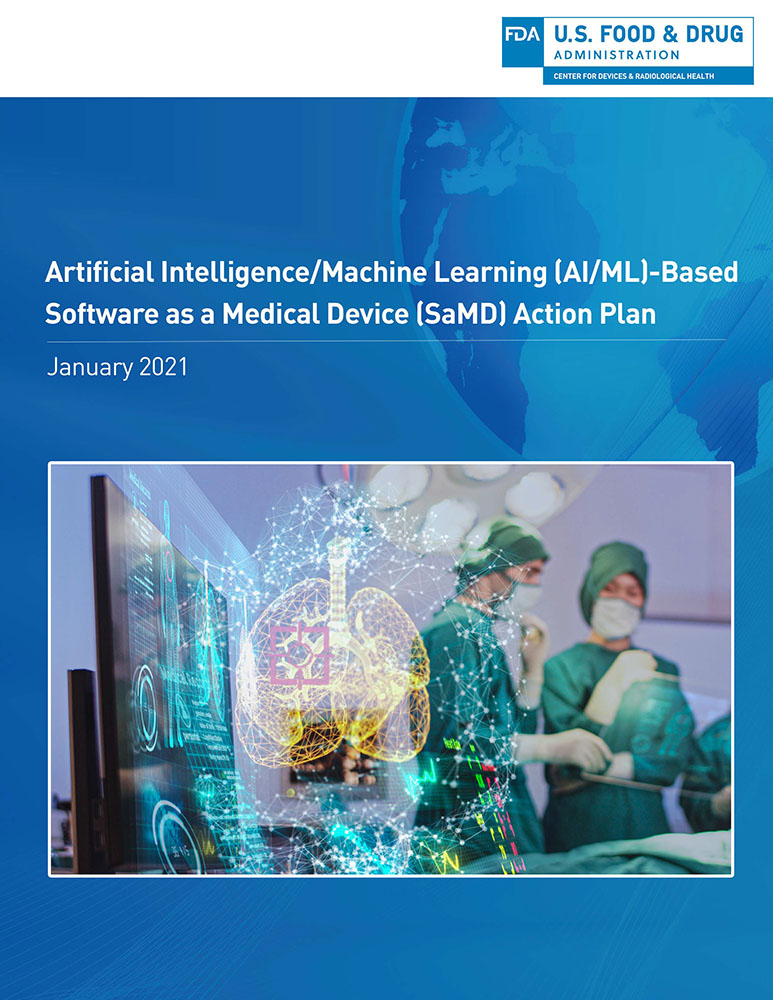 FDA
U.S. FOOD & DRUG
ADMINISTRATION
CENTER FOR DEVICES & RADIOLOGICAL HEALTH
Artificial Intelligence/Machine Learning (AI/ML)-Based
Software as a Medical Device (SaMD) Action Plan
January 2021